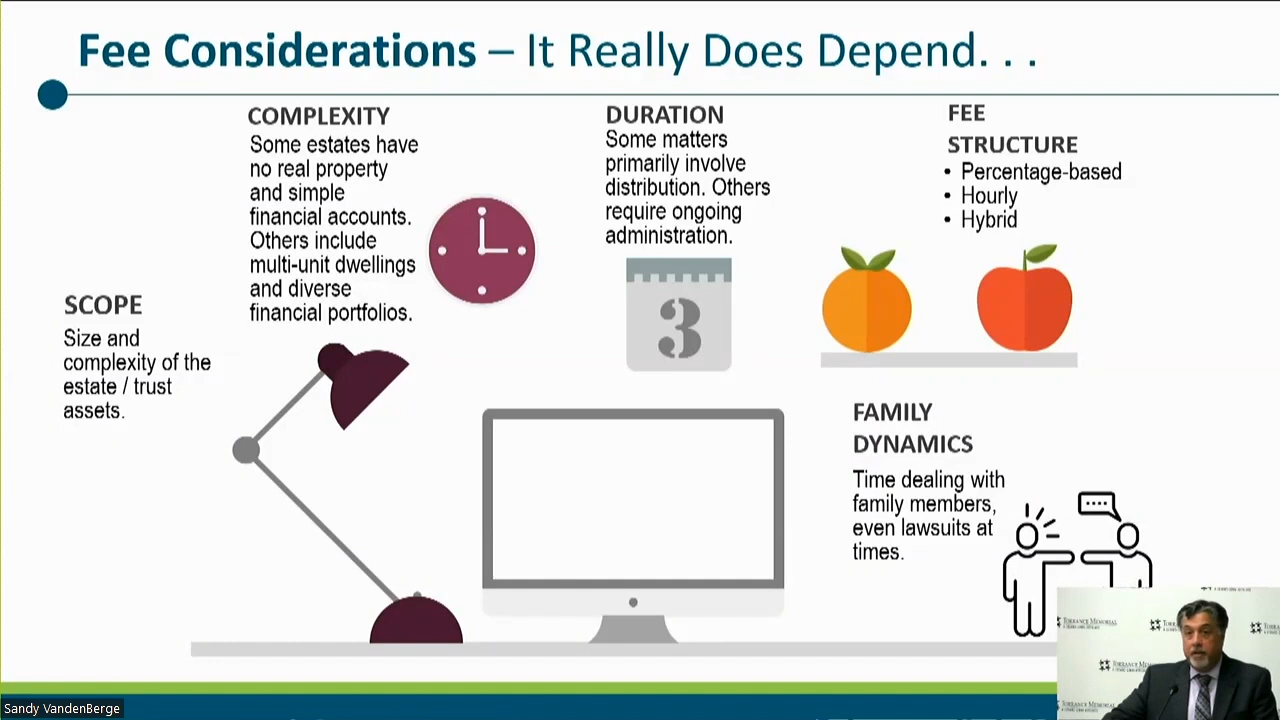 Fee Considerations – It Really Does Depend. . .
SCOPE
Size and
complexity of the
estate / trust
assets.
COMPLEXITY
Some estates have
no real property
and simple
financial accounts.
Others include
multi-unit dwellings
and diverse
financial portfolios.
DURATION
Some matters
primarily involve
distribution. Others
require ongoing
administration.
3
FEE
STRUCTURE
• Percentage-based
• Hourly
• Hybrid
FAMILY
DYNAMICS
Time dealing with
family members,
even lawsuits at
times.
TORRANCE MEMORIAL
Sandy VandenBerge